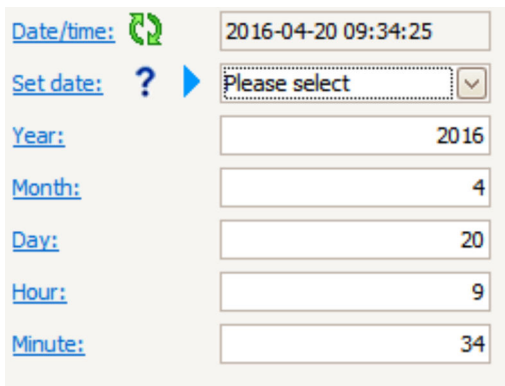 Date/time: 2016-04-20 09:34:25
Set date: ? Please select
Year: 2016
Month: 4
Day: 20
Hour: 9
Minute: 34